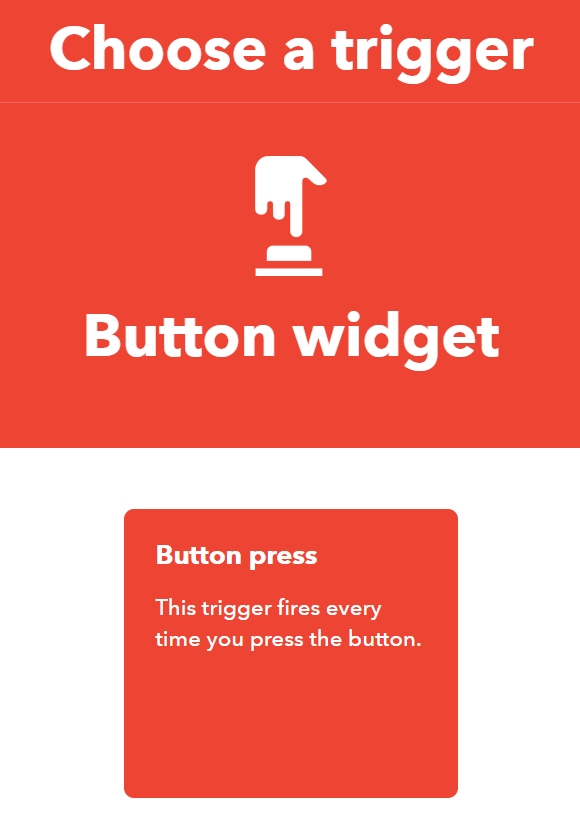 Choose a trigger
Button widget
Button press
This trigger fires every
time you press the button.